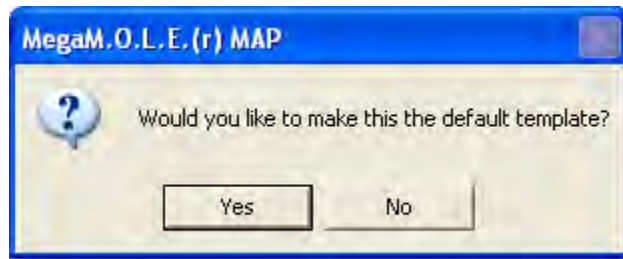 MegaM.O.L.E.(r) MAP
Would you like to make this the default template?
Yes No